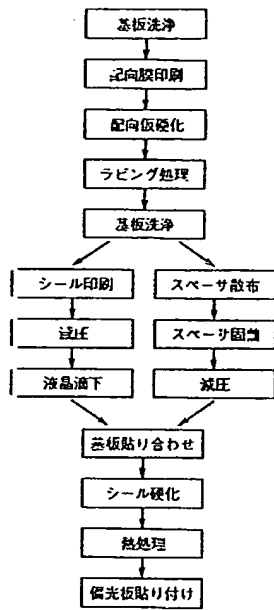 基板洗浄
配向膜印刷
配向仮硬化
ラビング処理
基板洗浄
シール印刷
スペーサ散布
減圧
スペーサ固着
液晶滴下
減圧
基板貼り合わせ
シール硬化
熱処理
偏光板貼り付け